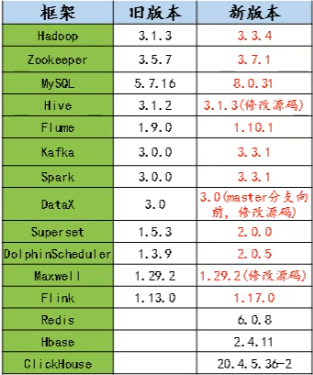 框架 旧版本 新版本
Hadoop 3.1.3 3.3.4
Zookeeper 3.5.7 3.7.1
MySQL 5.7.16 8.0.31
Hive 3.1.2 3.1.3(修改源码)
Flume 1.9.0 1.10.1
Kafka 3.0.0 3.3.1
Spark 3.0.0 3.3.1
DataX 3.0 3.0(master分支向
前，修改源码)
Superset 1.5.3 2.0.0
DolphinScheduler 1.3.9 2.0.5
Maxwell 1.29.2 1.29.2(修改源码)
Flink 1.13.0 1.17.0
Redis 6.0.8
Hbase 2.4.11
ClickHouse 20.4.5.36-2